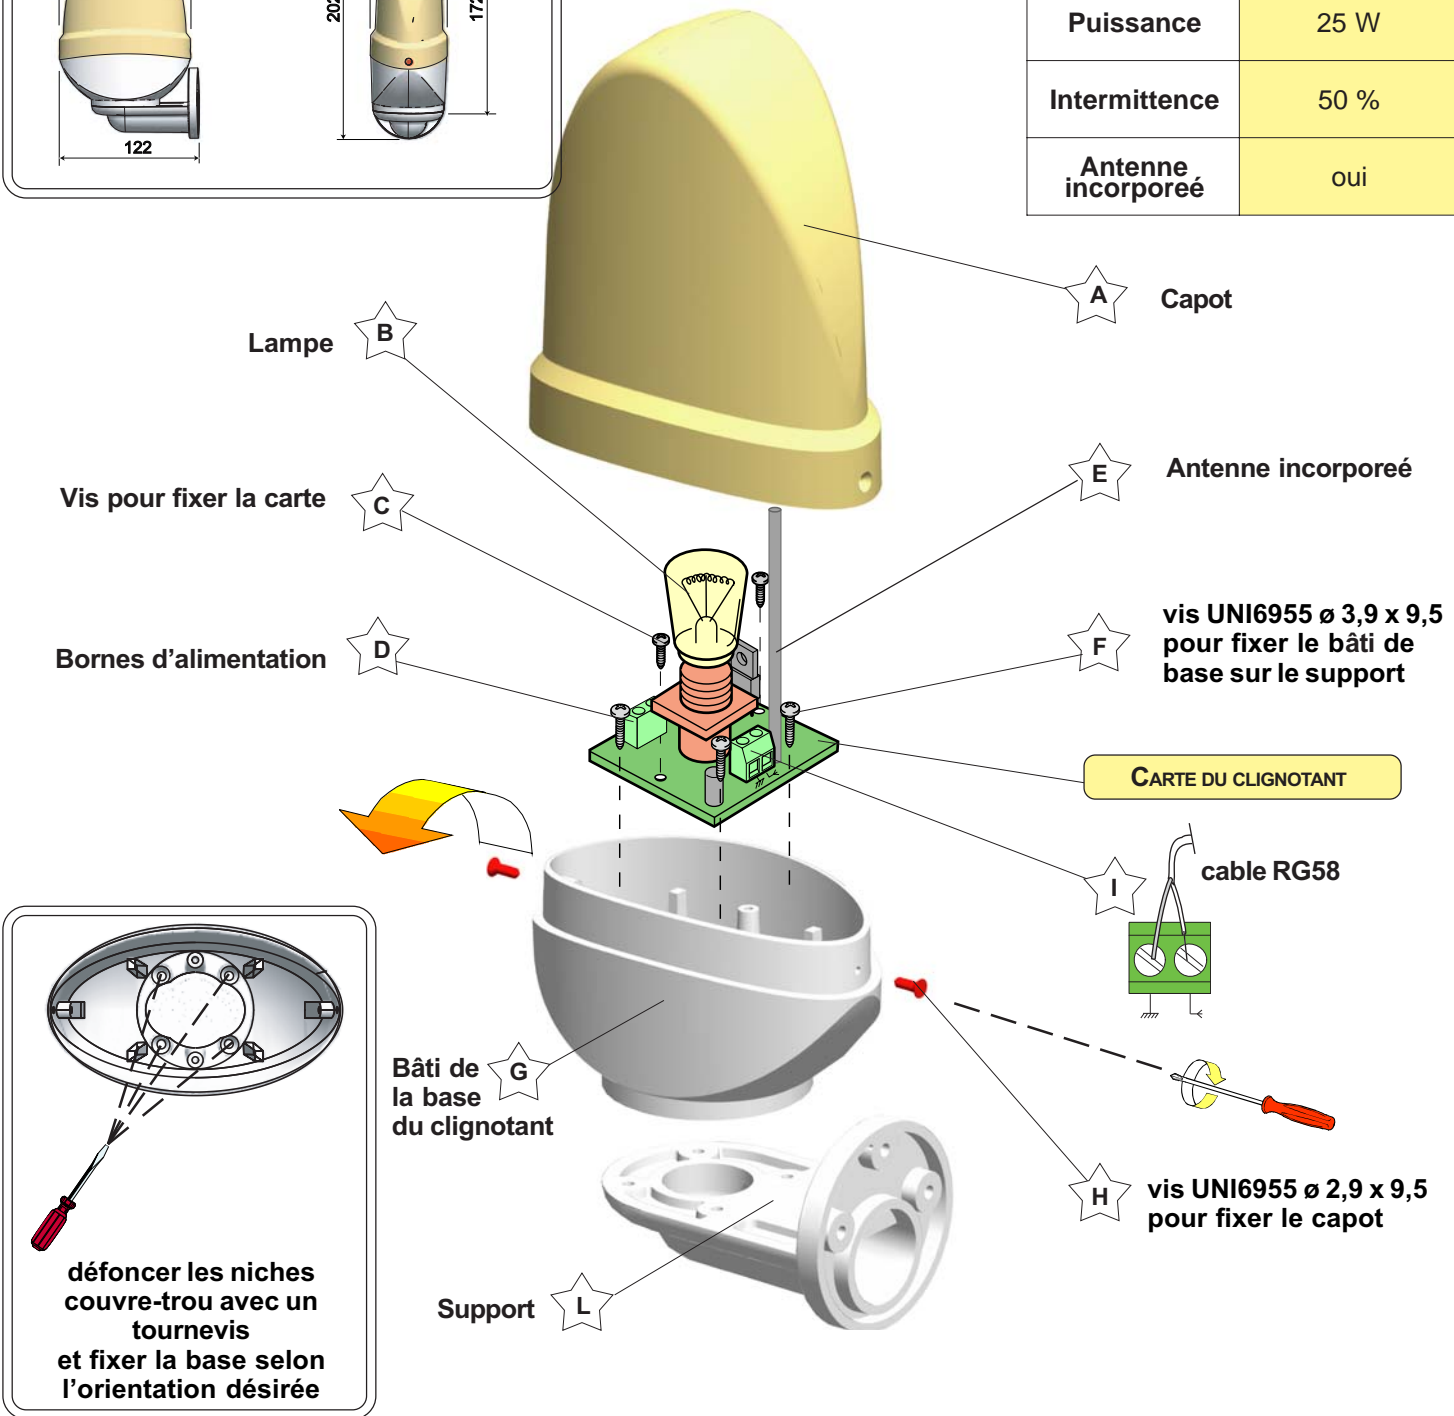 202
172
122
Puissance 25 W
Intermittence 50 %
Antenne
incorporeé oui
A Capot
Lampe B
E Antenne incorporeé
Vis pour fixer la carte C
F vis UNI6955 ø 3,9 x 9,5
pour fixer le bâti de
base sur le support
Bornes d'alimentation D
CARTE DU CLIGNOTANT
I cable RG58
Bâti de
la base
du clignotant G
H vis UNI6955 ø 2,9 x 9,5
pour fixer le capot
Support L
défoncer les niches
couvre-trou avec un
tournevis
et fixer la base selon
l'orientation désirée